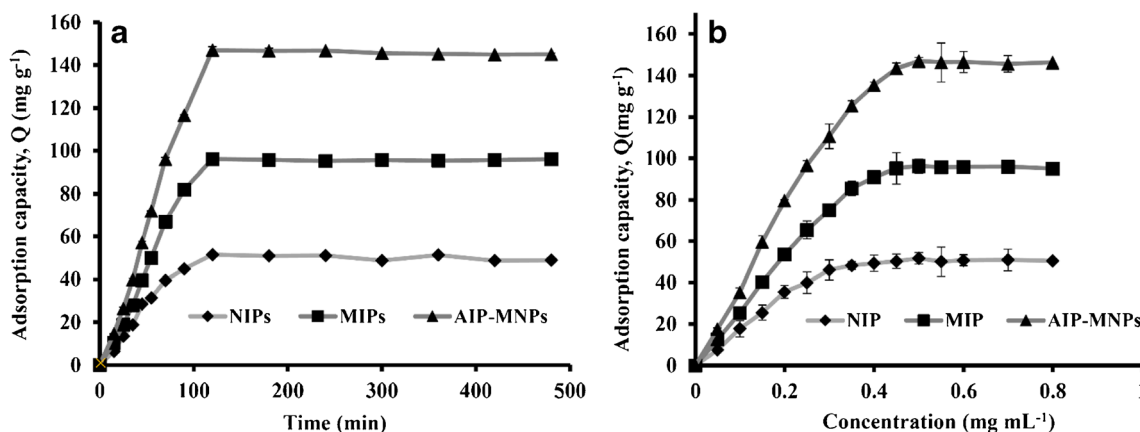 a
Adsorption capacity, Q (mg g⁻¹)
160
140
120
100
80
60
40
20
0
NIPs MIPs AIP-MNPs
0 100 200 300 400 500
Time (min)
b
Adsorption capacity, Q(mg g⁻¹)
160
140
120
100
80
60
40
20
0
NIP MIP AIP-MNPs
0 0.2 0.4 0.6 0.8
Concentration (mg mL⁻¹)